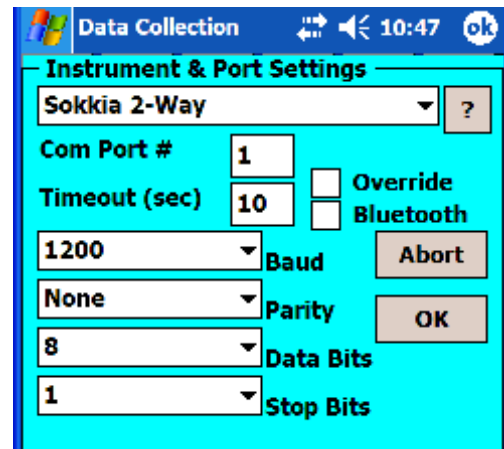 Data Collection 10:47 ok
Instrument & Port Settings
Sokkia 2-Way ?
Com Port # 1
Timeout (sec) 10
Override
Bluetooth
1200 Baud
Abort
None Parity
OK
8 Data Bits
1 Stop Bits